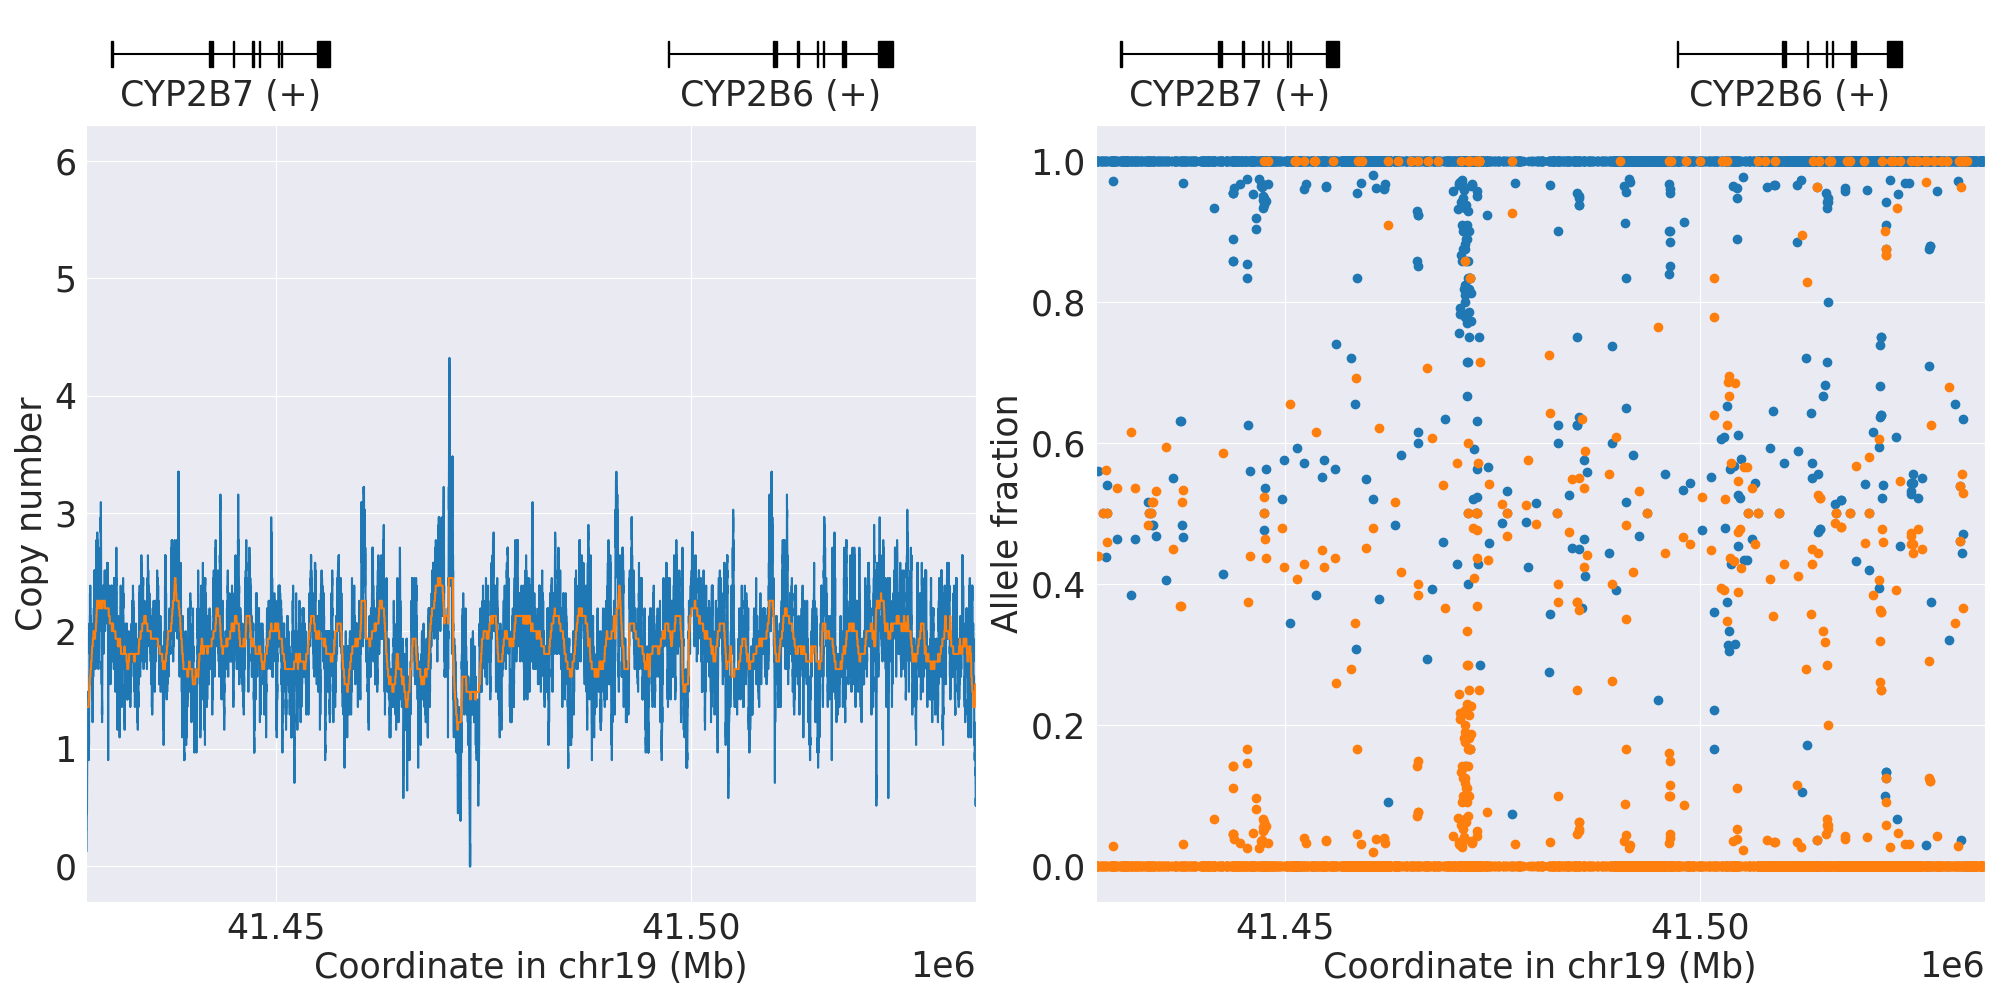 CYP2B7 (+)
CYP2B6 (+)
CYP2B7 (+)
CYP2B6 (+)
6
5
4
3
2
1
0
Copy number
41.45
41.50
Coordinate in chr19 (Mb)
1e6
1.0
0.8
0.6
0.4
0.2
0.0
Allele fraction
41.45
41.50
Coordinate in chr19 (Mb)
1e6